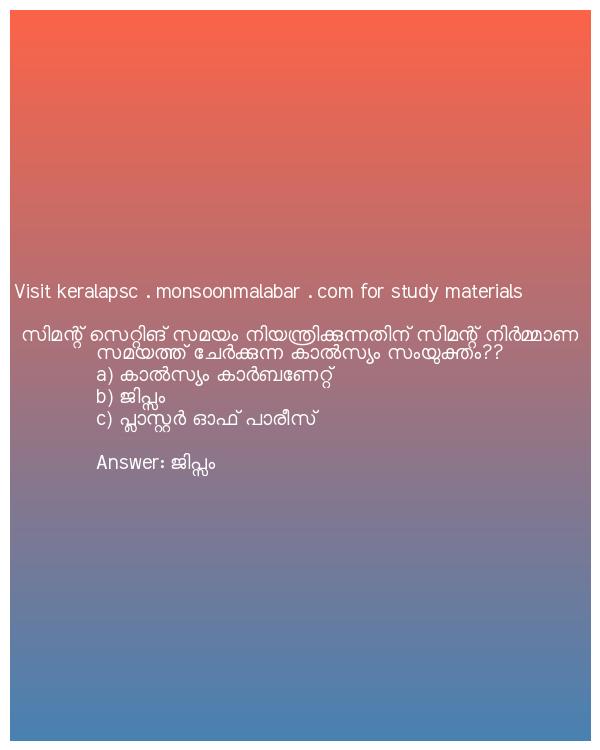 Visit keralapsc . monsoonmalabar . com for study materials
സിമന്റ് സെറ്റിങ് സമയം നിയന്ത്രിക്കുന്നതിന് സിമന്റ് നിർമ്മാണ
സമയത്ത് ചേർക്കുന്ന കാൽസ്യം സംയുക്തം??
a) കാൽസ്യം കാർബണേറ്റ്
b) ജിപ്സം
c) പ്ലാസ്റ്റർ ഓഫ് പാരീസ്
Answer: ജിപ്സം